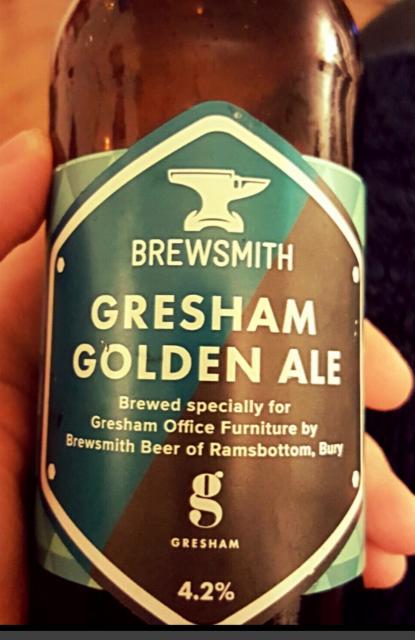 BREWSMITH
GRESHAM
GOLDEN ALE
Brewed specially for
Gresham Office Furniture by
Brewsmith Beer of Ramsbottom, Bury
g
GRESHAM
4.2%